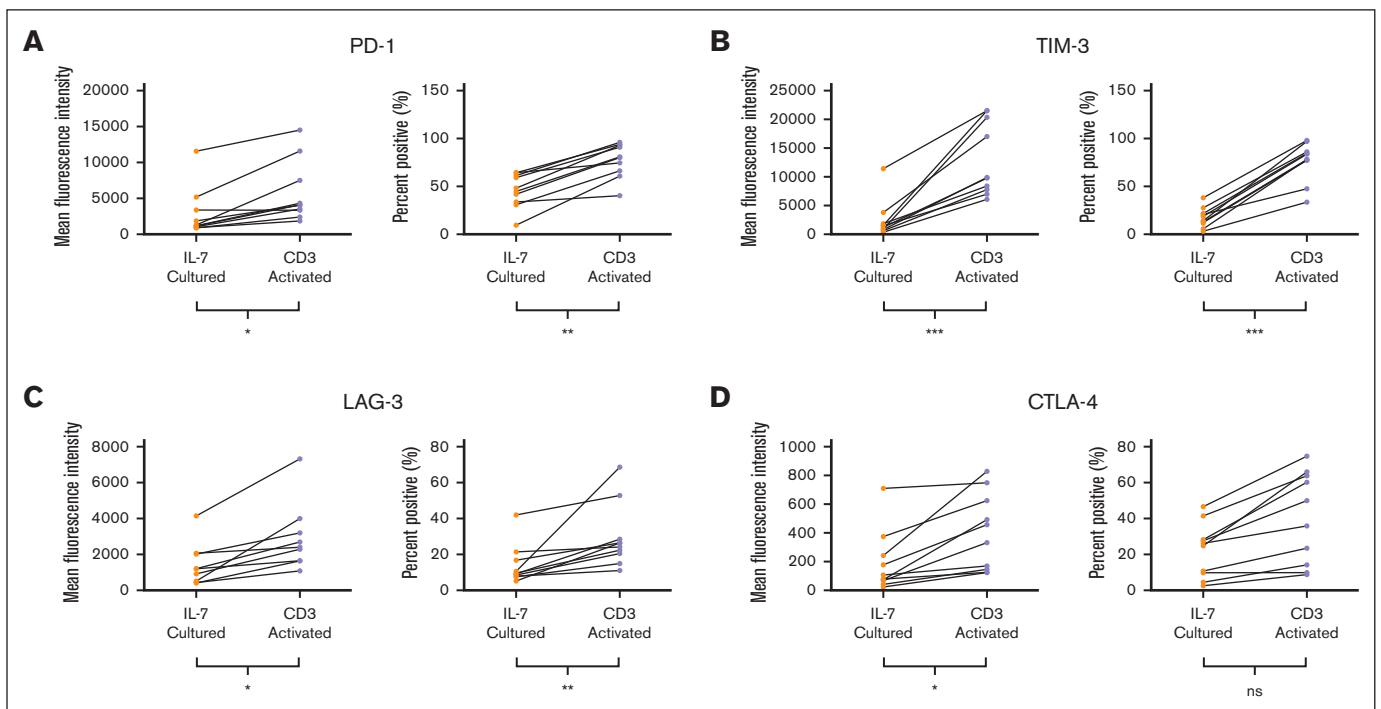 A
PD-1
Mean fluorescence intensity
20000
15000
10000
5000
0
IL-7
Cultured
CD3
Activated
*
Percent positive (%)
150
100
50
0
IL-7
Cultured
CD3
Activated
**
B
TIM-3
Mean fluorescence intensity
25000
20000
15000
10000
5000
0
IL-7
Cultured
CD3
Activated
***
Percent positive (%)
150
100
50
0
IL-7
Cultured
CD3
Activated
***
C
LAG-3
Mean fluorescence intensity
8000
6000
4000
2000
0
IL-7
Cultured
CD3
Activated
*
Percent positive (%)
80
60
40
20
0
IL-7
Cultured
CD3
Activated
**
D
CTLA-4
Mean fluorescence intensity
1000
800
600
400
200
0
IL-7
Cultured
CD3
Activated
*
Percent positive (%)
80
60
40
20
0
IL-7
Cultured
CD3
Activated
ns